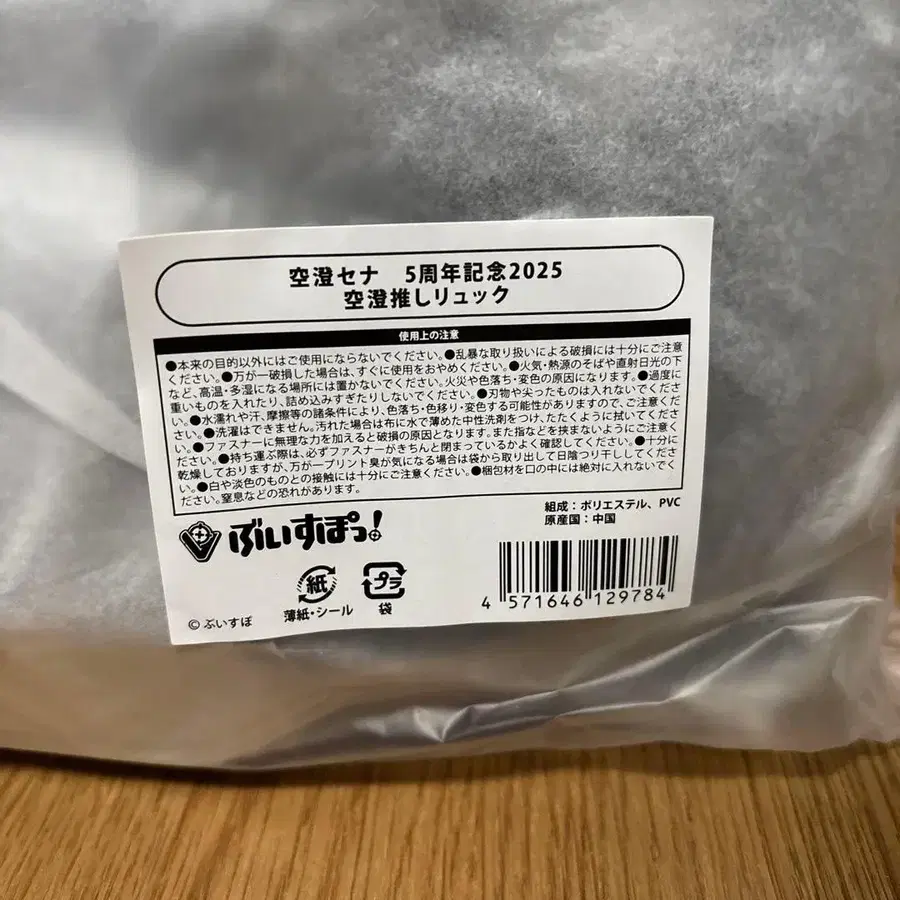 空澄セナ　5周年記念2025
空澄推しリュック
使用上の注意
●本来の目的以外にはご使用にならないでください。●乱暴な取り扱いによる破損には十分にご注意
ください。●万が一破損した場合は、すぐに使用をおやめください。●火気・熱源のそばや直射日光の下
など、高温・多湿になる場所には置かないでください。火災や色落ち・変色の原因になります。●過度に
重いものを入れたり、詰め込みすぎたりしないでください。●刃物や尖ったものは入れないでくださ
い。●水濡れや汗、摩擦等の諸条件により、色落ち・色移り・変色する可能性がありますので、ご注意くだ
さい。●洗濯はできません。汚れた場合は布に水で薄めた中性洗剤をつけ、たたくように拭いてくださ
い。●ファスナーに無理な力を加えると破損の原因となります。また指などを挟まないようにご注意く
ださい。●持ち運ぶ際は、必ずファスナーがきちんと閉まっているかよく確認してください。●十分に
乾燥しておりますが、万が一プリント臭が気になる場合は袋から取り出して日陰つり干ししてくださ
い。●白や淡色のものとの接触には十分にご注意ください。●梱包材を口の中には絶対に入れないでく
ださい。窒息などの恐れがあります。
組成：ポリエステル、PVC
原産国：中国
ぶいすぽっ!
紙
プラ
薄紙・シール
袋
© ぶいすぽ
4 571646 129784